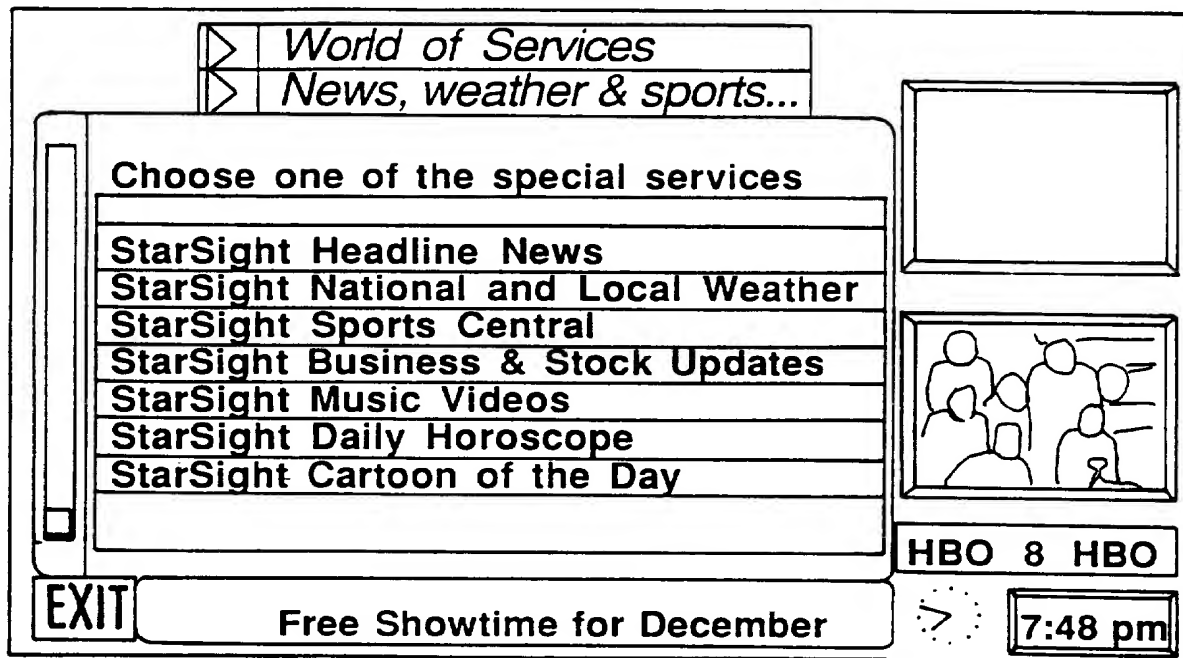 World of Services
News, weather & sports...
Choose one of the special services
StarSight Headline News
StarSight National and Local Weather
StarSight Sports Central
StarSight Business & Stock Updates
StarSight Music Videos
StarSight Daily Horoscope
StarSight Cartoon of the Day
HBO 8 HBO
EXIT
Free Showtime for December
7:48 pm